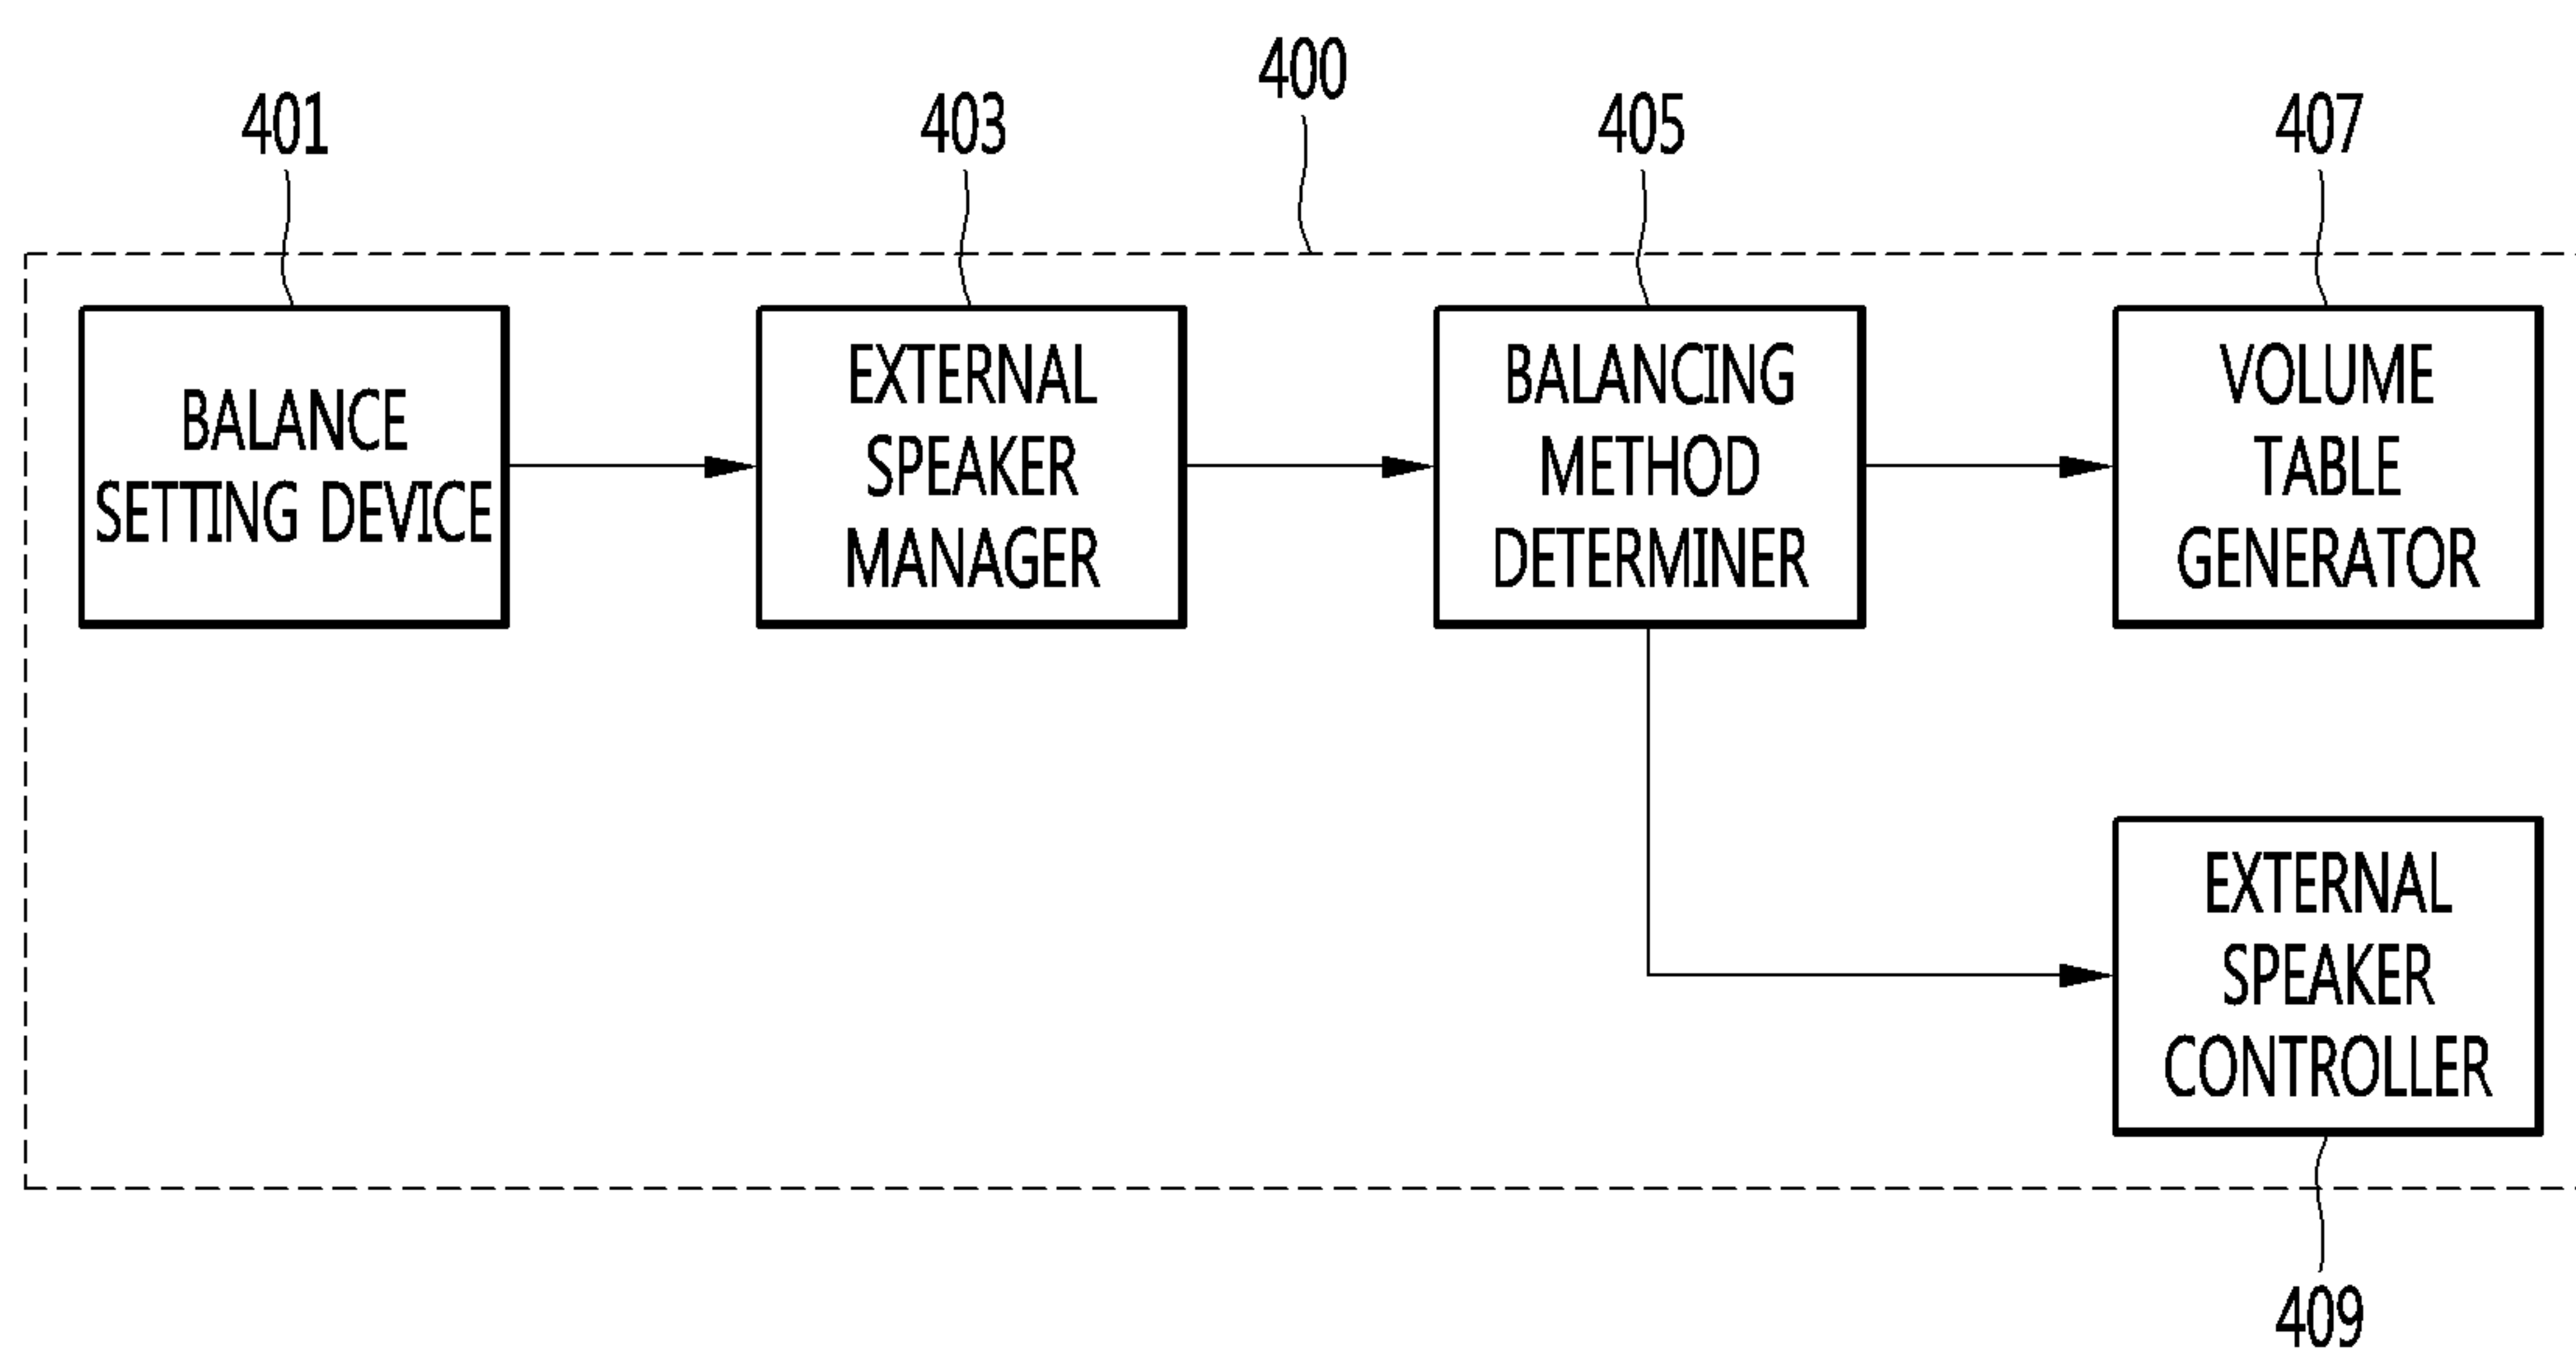 400
401
403
405
407
BALANCE
SETTING DEVICE
EXTERNAL
SPEAKER
MANAGER
BALANCING
METHOD
DETERMINER
VOLUME
TABLE
GENERATOR
EXTERNAL
SPEAKER
CONTROLLER
409